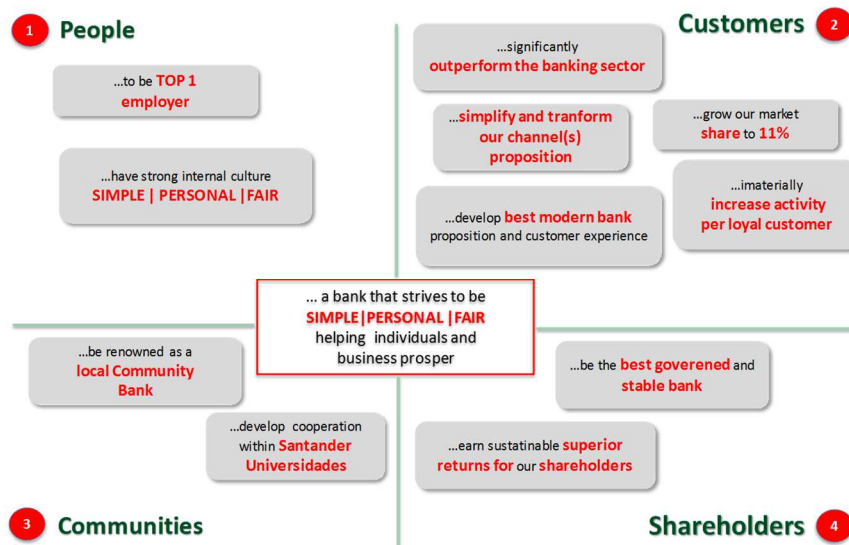 1 People
...to be TOP 1
employer
...have strong internal culture
SIMPLE | PERSONAL |FAIR
Customers 2
...significantly
outperform the banking sector
...simplify and tranform
our channel(s)
proposition
...grow our market
share to 11%
...develop best modern bank
proposition and customer experience
...imaterially
increase activity
per loyal customer
... a bank that strives to be
SIMPLE|PERSONAL |FAIR
helping individuals and
business prosper
...be renowned as a
local Community
Bank
...develop cooperation
within Santander
Universidades
3 Communities
...be the best goverened and
stable bank
...earn sustatinable superior
returns for our shareholders
Shareholders 4